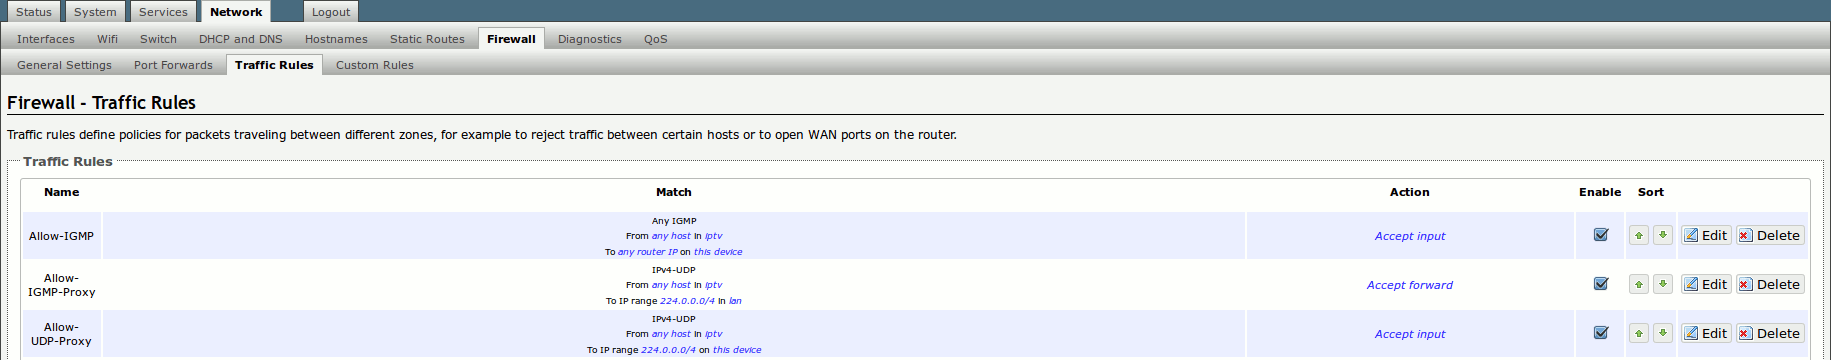 Status System Services Network Logout
Interfaces Wifi Switch DHCP and DNS Hostnames Static Routes Firewall Diagnostics QoS
General Settings Port Forwards Traffic Rules Custom Rules
Firewall - Traffic Rules
Traffic rules define policies for packets traveling between different zones, for example to reject traffic between certain hosts or to open WAN ports on the router.
Traffic Rules
Name Match Action Enable Sort
Any IGMP
Allow-IGMP From any host in iptv Accept input Edit Delete
To any router IP on this device
IPv4-UDP
Allow-
IGMP-Proxy From any host in iptv Accept forward Edit Delete
To IP range 224.0.0.0/4 in lan
IPv4-UDP
Allow-
UDP-Proxy From any host in iptv Accept input Edit Delete
To IP range 224.0.0.0/4 on this device